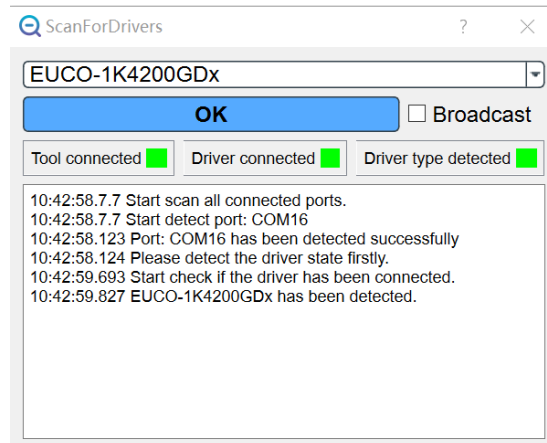 ScanForDrivers
EUCO-1K4200GDx
OK
Broadcast
Tool connected
Driver connected
Driver type detected
10:42:58.7.7 Start scan all connected ports.
10:42:58.7.7 Start detect port: COM16
10:42:58.123 Port: COM16 has been detected successfully
10:42:58.124 Please detect the driver state firstly.
10:42:59.693 Start check if the driver has been connected.
10:42:59.827 EUCO-1K4200GDx has been detected.